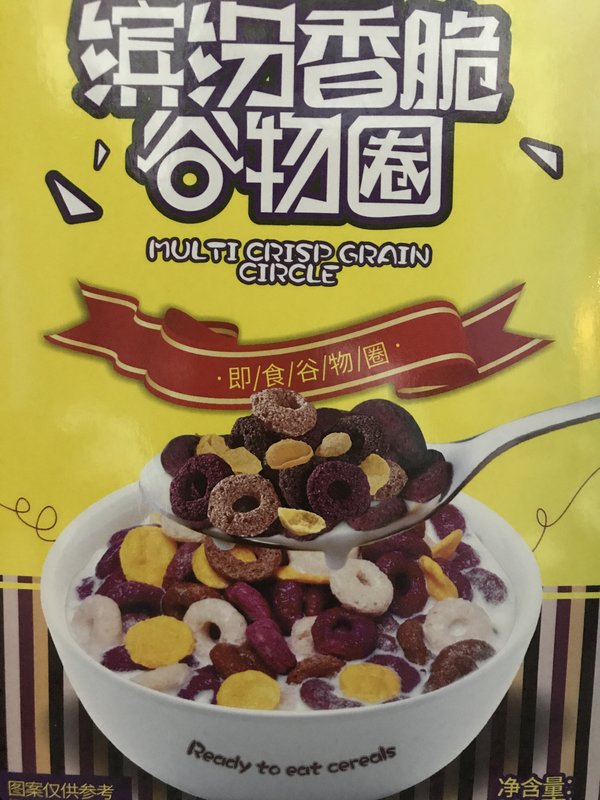 缤纷香脆
谷物圈
MULTI CRISP GRAIN
CIRCLE
·即/食/谷/物/圈·
Ready to eat cereals
图案仅供参考
净含量: